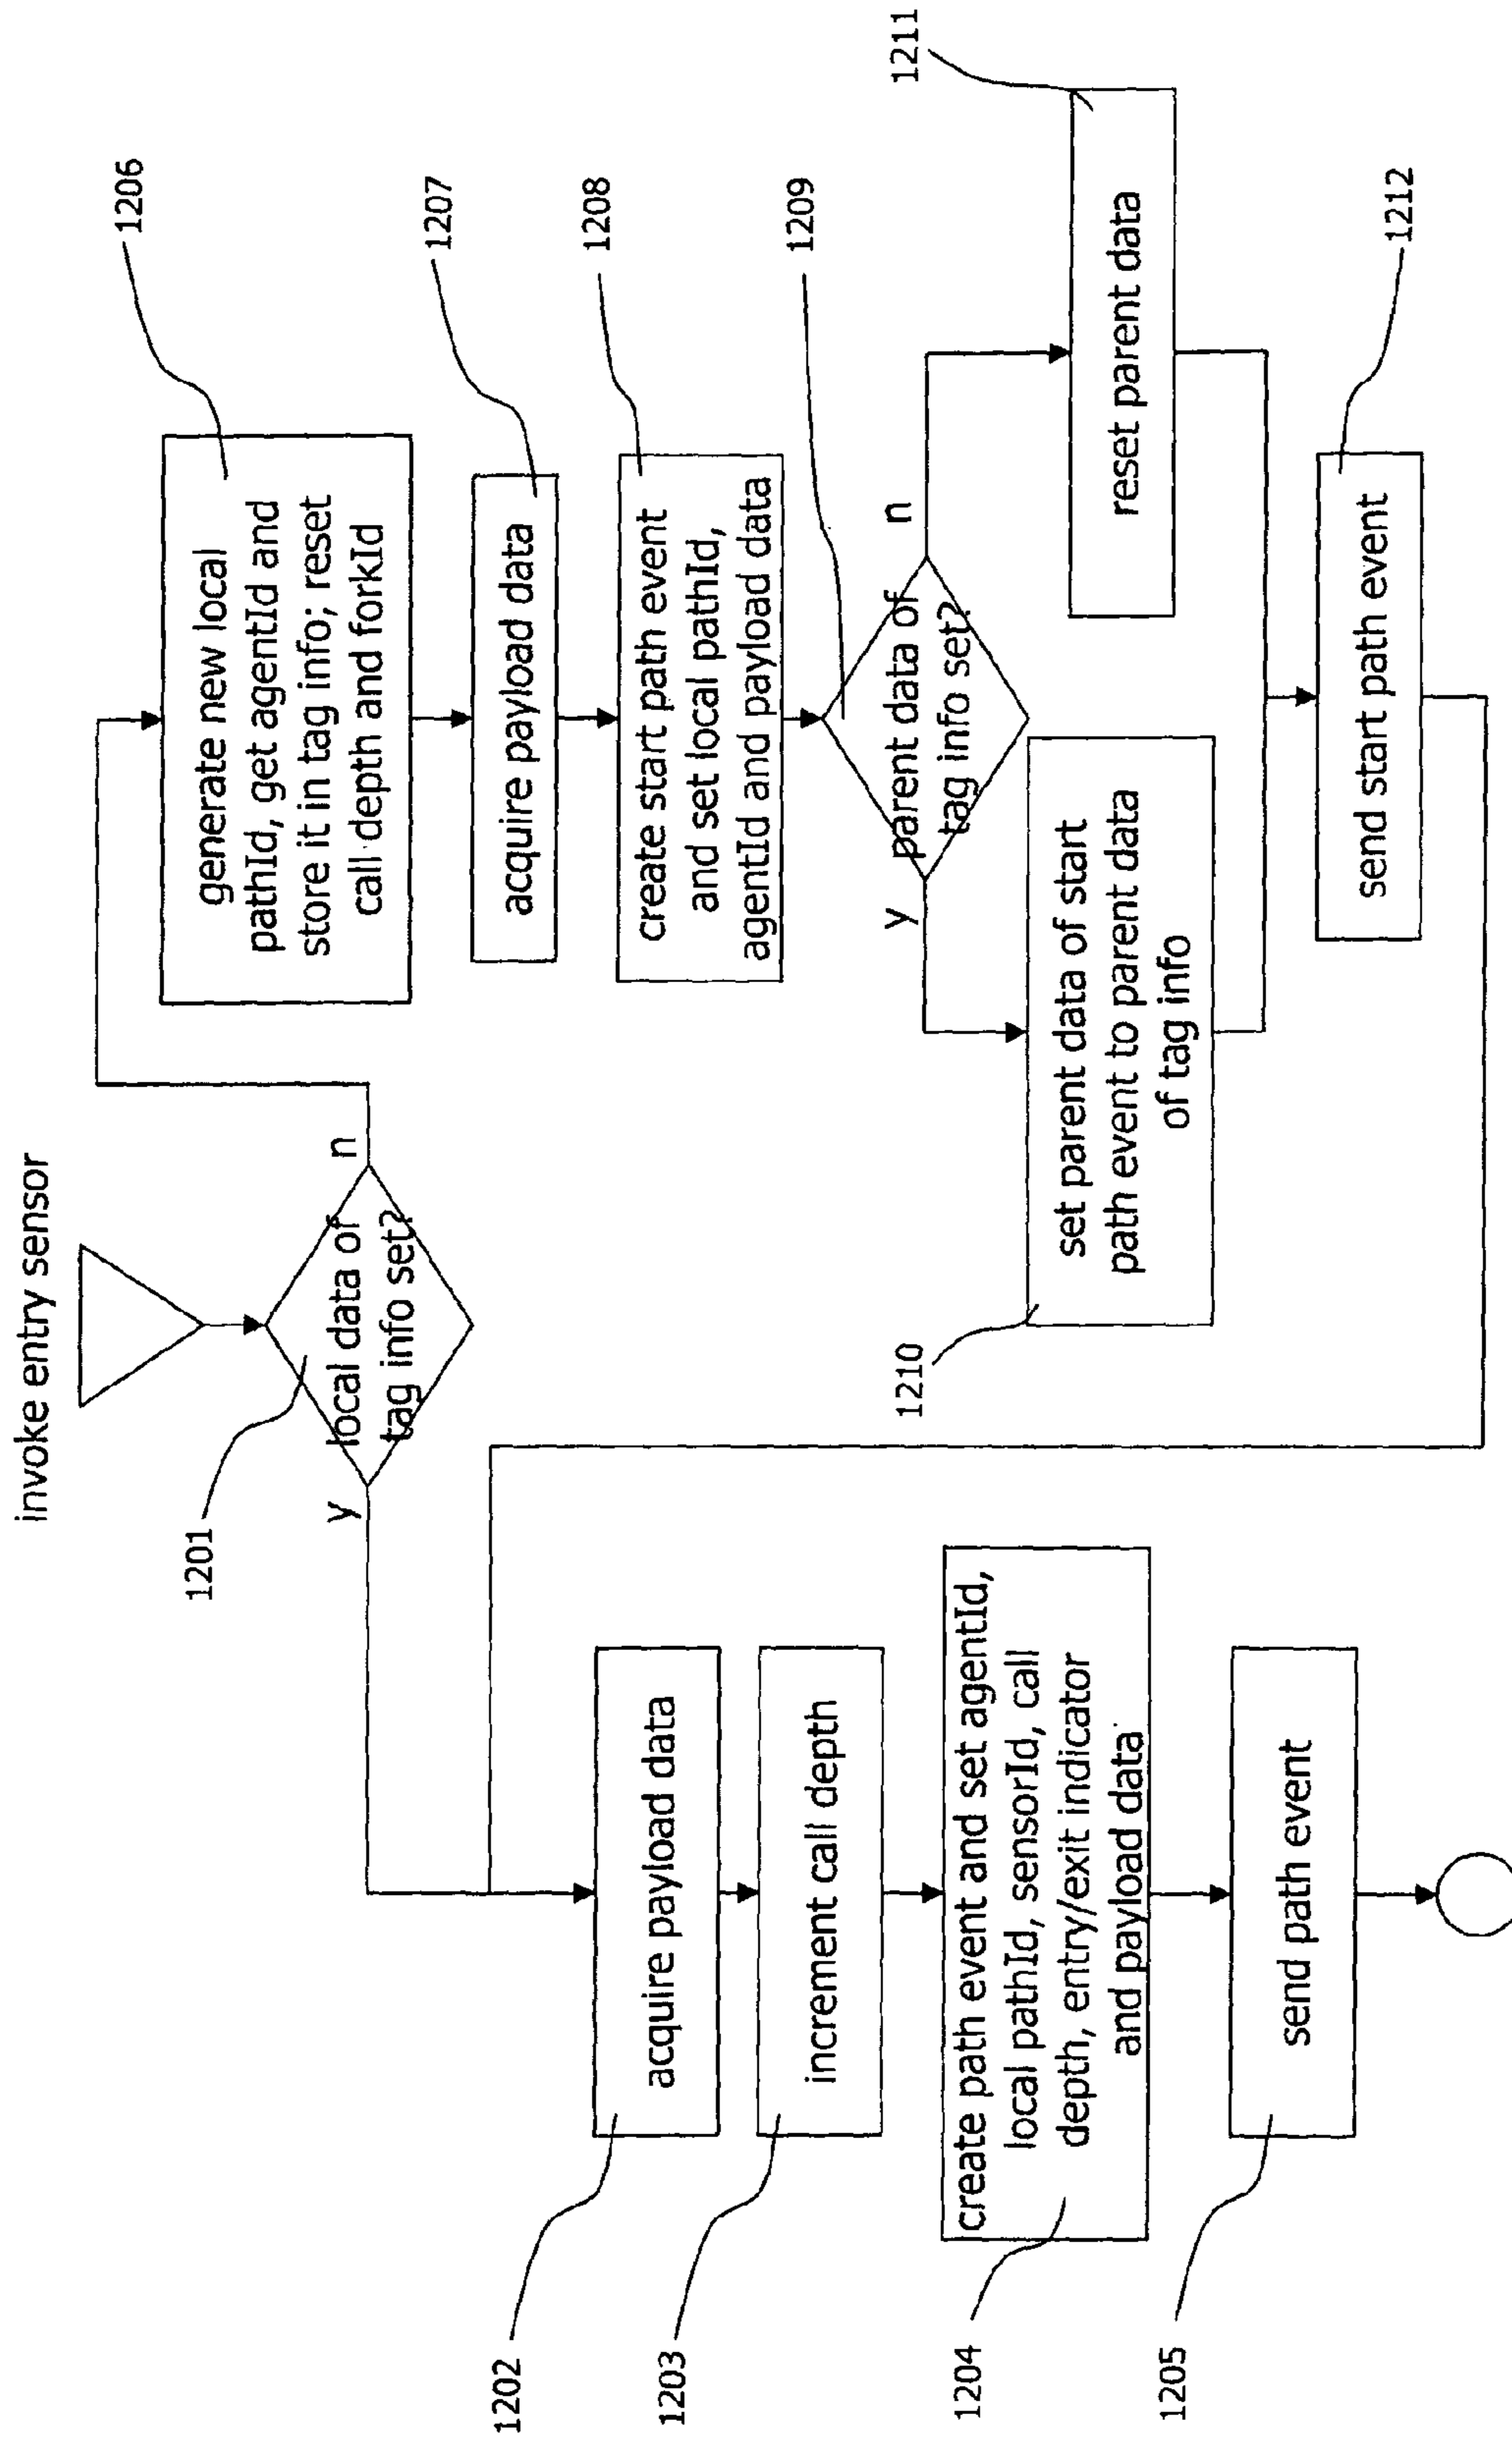 invoke entry sensor
1201
local data of
tag info set?
y
n
1202
acquire payload data
1203
increment call depth
1204
create path event and set agentId,
local pathId, sensorId, call
depth, entry/exit indicator
and payload data
1205
send path event
1206
generate new local
pathId, get agentId and
store it in tag info; reset
call depth and forkId
1207
acquire payload data
1208
create start path event
and set local pathId,
agentId and payload data
1209
parent data of
tag info set?
y
n
1210
set parent data of start
path event to parent data
of tag info
1211
reset parent data
1212
send start path event